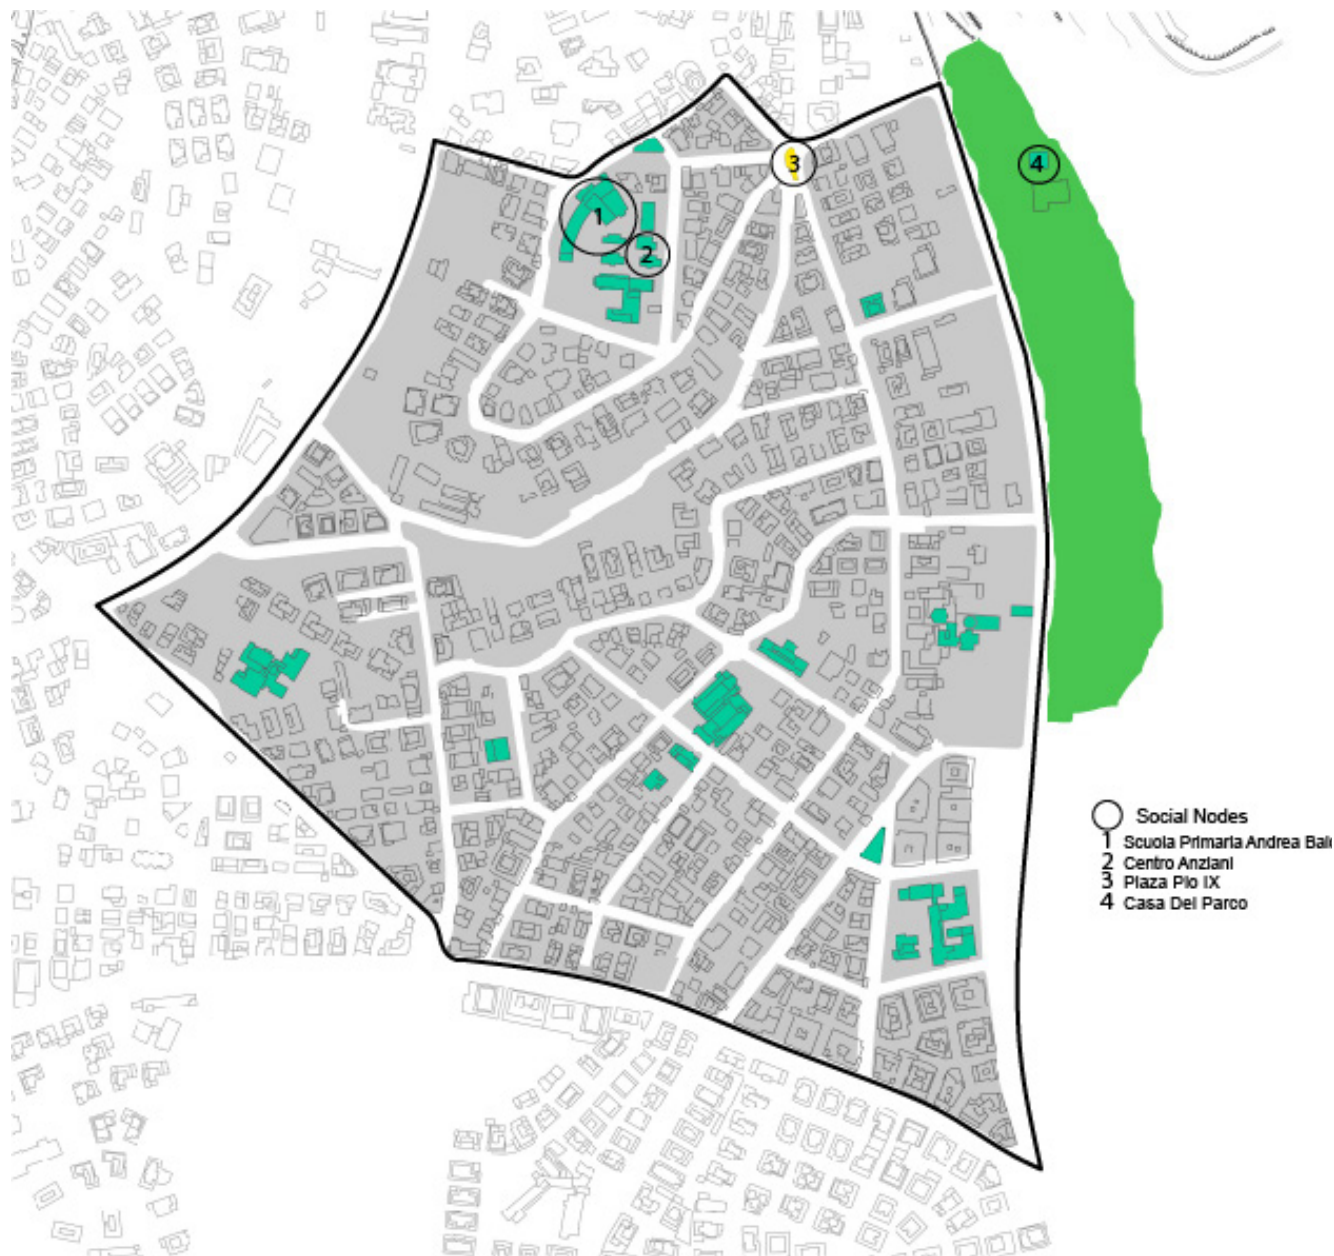 3
4
1
2
Social Nodes
1 Scuola Primaria Andrea
2 Centro Anziani
3 Plaza Pio IX
4 Casa Del Parco